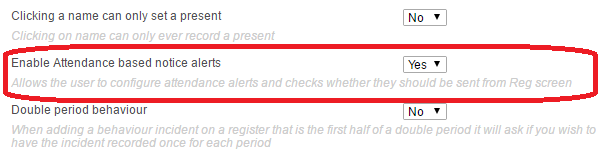 Clicking a name can only set a present
No
Clicking on name can only ever record a present
Enable Attendance based notice alerts
Yes
Allows the user to configure attendance alerts and checks whether they should be sent from Reg screen
Double period behaviour
No
When adding a behaviour incident on a register that is the first half of a double period it will ask if you wish to
have the incident recorded once for each period